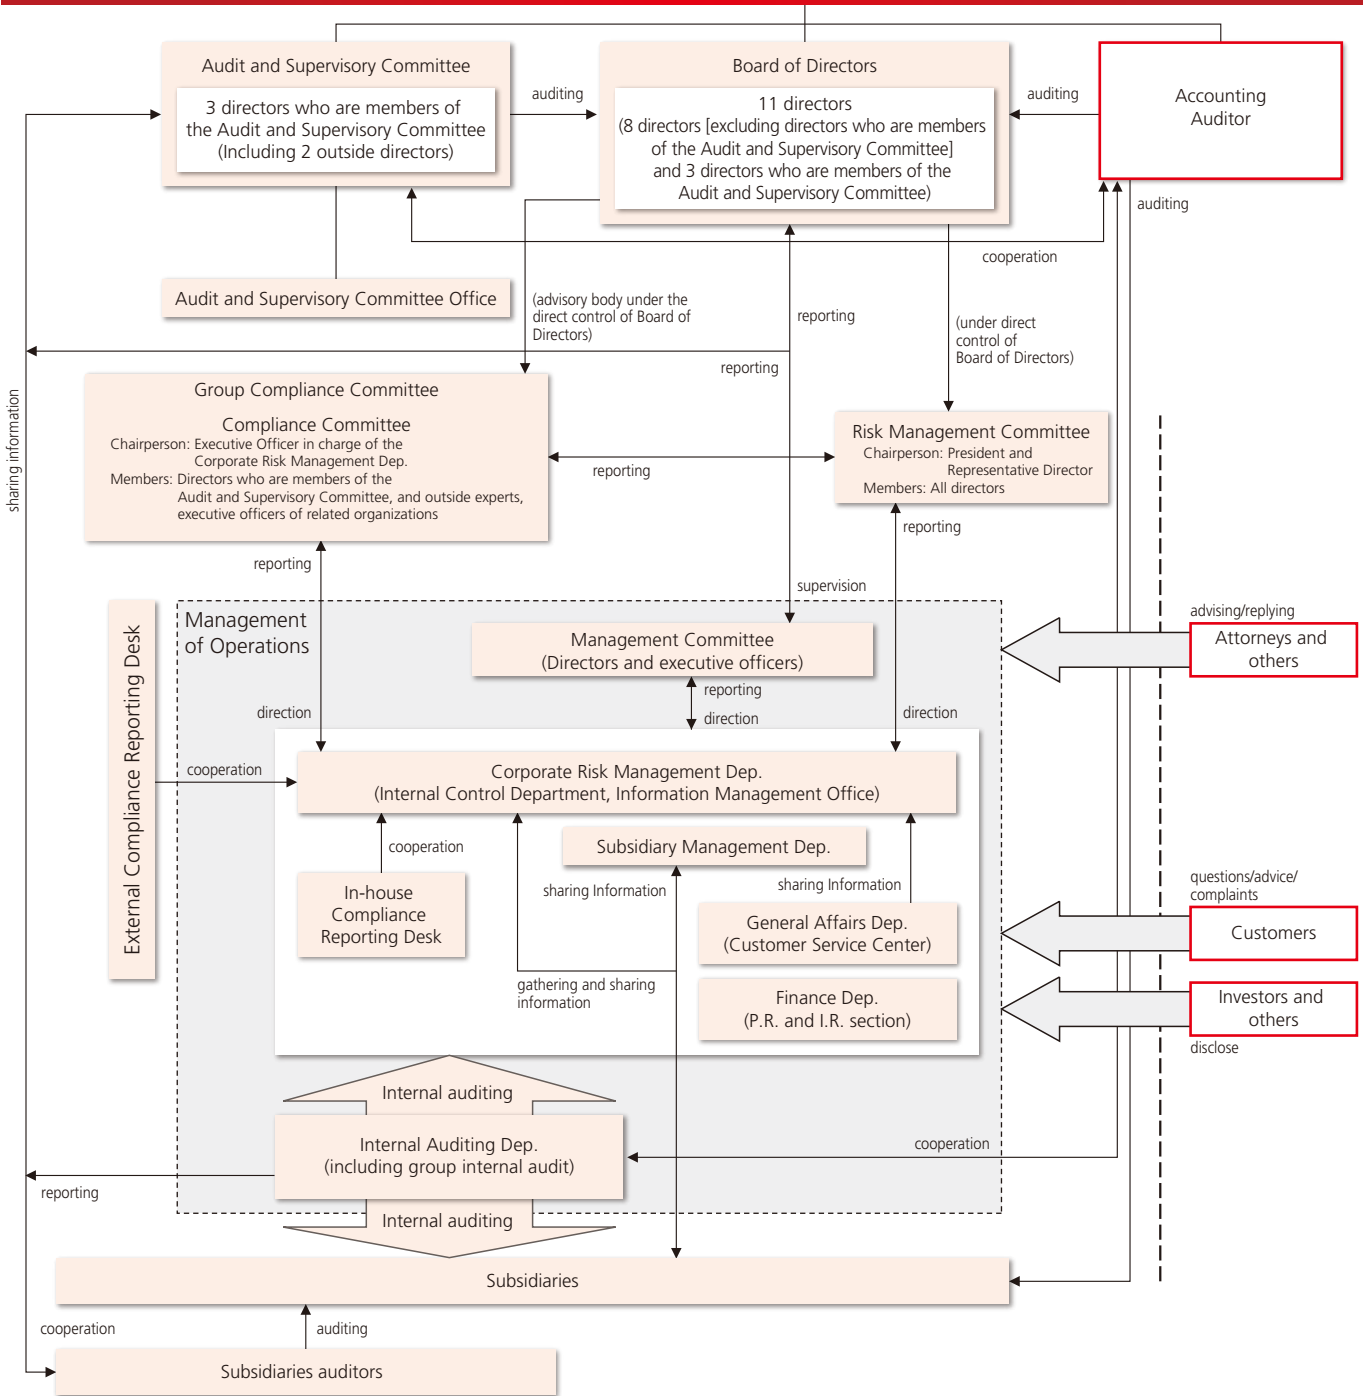 Audit and Supervisory Committee
3 directors who are members of
the Audit and Supervisory Committee
(Including 2 outside directors)
auditing
Board of Directors
11 directors
(8 directors [excluding directors who are members
of the Audit and Supervisory Committee]
and 3 directors who are members of the
Audit and Supervisory Committee)
auditing
Accounting
Auditor
auditing
cooperation
Audit and Supervisory Committee Office
(advisory body under the
direct control of Board of
Directors)
reporting
(under direct
control of
Board of Directors)
reporting
sharing information
Group Compliance Committee
Compliance Committee
Chairperson: Executive Officer in charge of the
Corporate Risk Management Dep.
Members: Directors who are members of the
Audit and Supervisory Committee, and outside experts,
executive officers of related organizations
reporting
Risk Management Committee
Chairperson: President and
Representative Director
Members: All directors
reporting
reporting
supervision
External Compliance Reporting Desk
Management
of Operations
Management Committee
(Directors and executive officers)
advising/replying
Attorneys and
others
reporting
direction
direction
direction
cooperation
Corporate Risk Management Dep.
(Internal Control Department, Information Management Office)
cooperation
Subsidiary Management Dep.
sharing Information
sharing Information
In-house
Compliance
Reporting Desk
General Affairs Dep.
(Customer Service Center)
questions/advice/
complaints
Customers
gathering and sharing
information
Finance Dep.
(P.R. and I.R. section)
Investors and
others
disclose
Internal auditing
Internal Auditing Dep.
(including group internal audit)
cooperation
reporting
Internal auditing
Subsidiaries
cooperation
auditing
Subsidiaries auditors